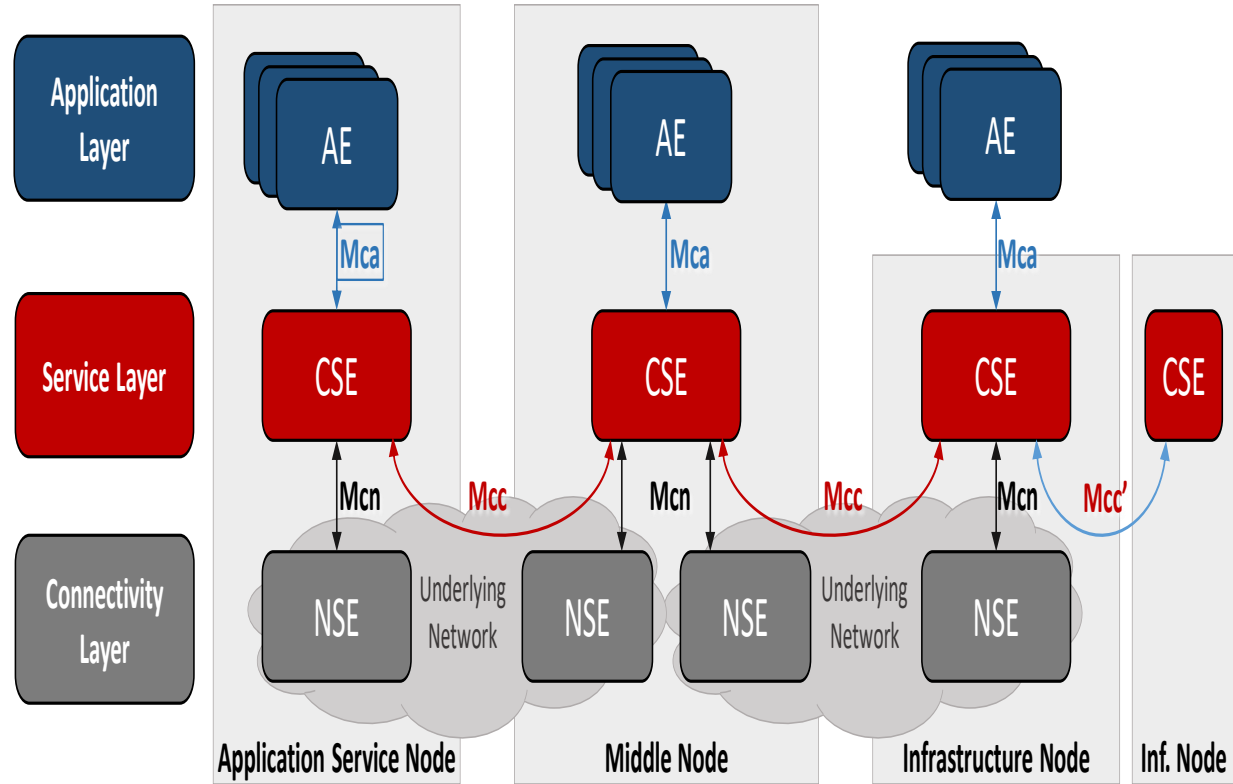 Application
Layer
AE
AE
AE
Mca
Mca
Mca
Service Layer
CSE
CSE
CSE
CSE
Mcn
Mcc
Mcn
Mcc
Mcn
Mcc’
Connectivity
Layer
NSE
Underlying
Network
NSE
NSE
Underlying
Network
NSE
Application Service Node
Middle Node
Infrastructure Node
Inf. Node